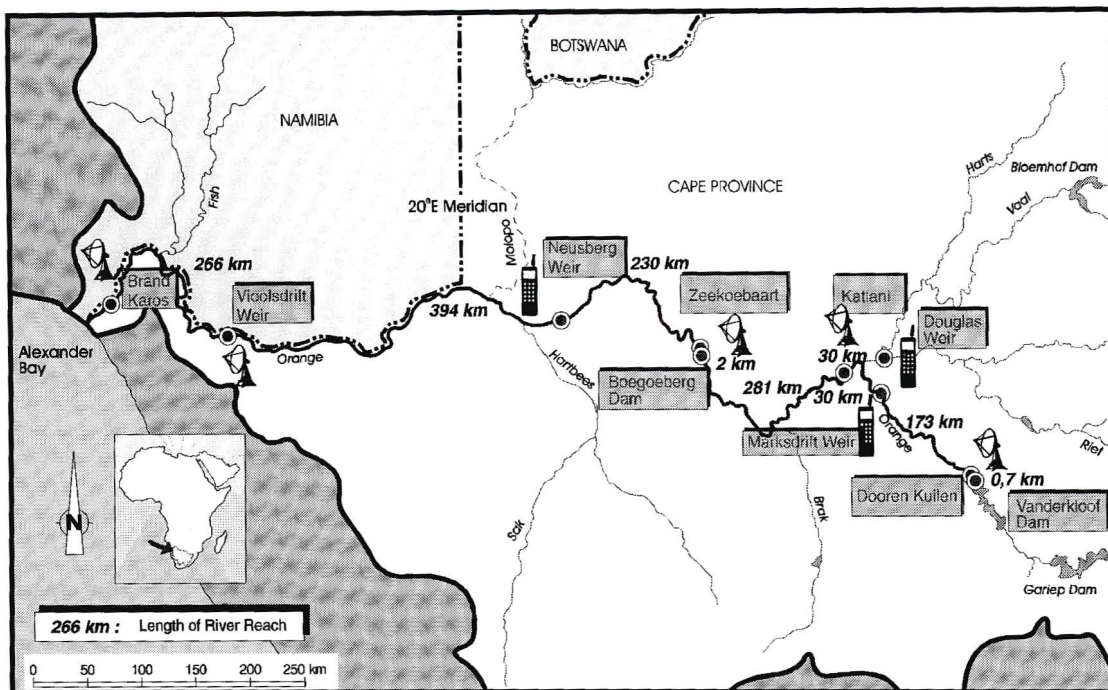 BOTSWANA
NAMIBIA
Fish
Harts
Bloemhof Dam
Vaal
CAPE PROVINCE
20°E Meridian
Molopo
Neusberg
Weir
230 km
266 km
Brand
Karos
Vioolsdrift
Weir
Zeekoebaart
Katlani
Douglas
Weir
394 km
Alexander
Bay
Orange
Hartbees
2 km
30 km
Boegoeberg
Dam
281 km
30 km
Orange
173 km
Marksdrift Weir
Riet
0,7 km
Dooren Kuilen
Vanderkloof
Dam
N
Sak
Brak
Gariep Dam
266 km : Length of River Reach
0 50 100 150 200 250 km